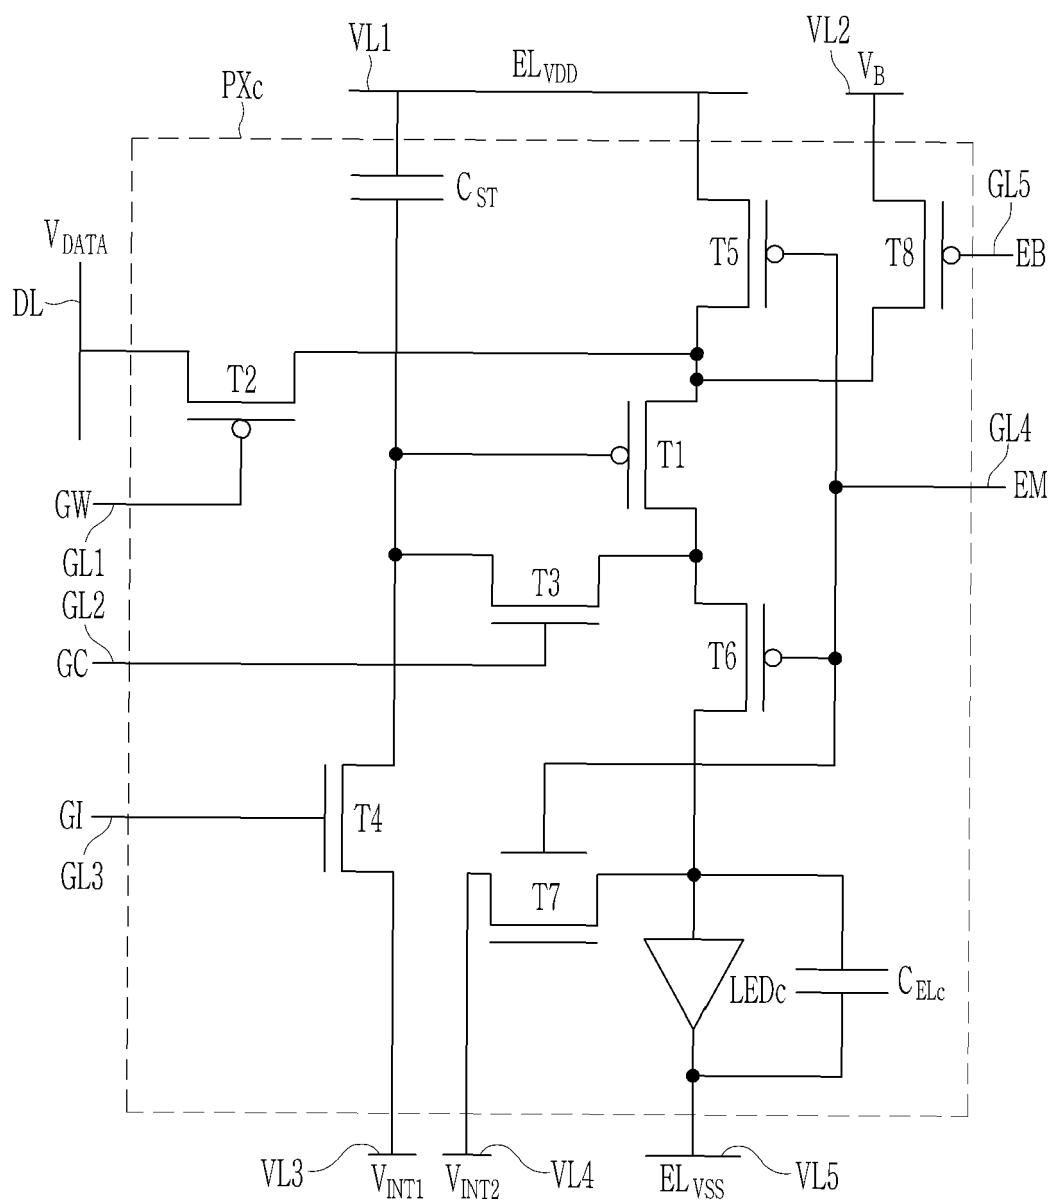 VL1
VL2
EL_VDD
V_B
PXc
C_ST
GL5
V_DATA
T5
T8
EB
DL
T2
T1
GL4
GW
EM
GL1
T3
GL2
GC
T6
GI
T4
GL3
T7
LEDc
C_ELc
VL3
V_INT1
V_INT2
VL4
EL_VSS
VL5